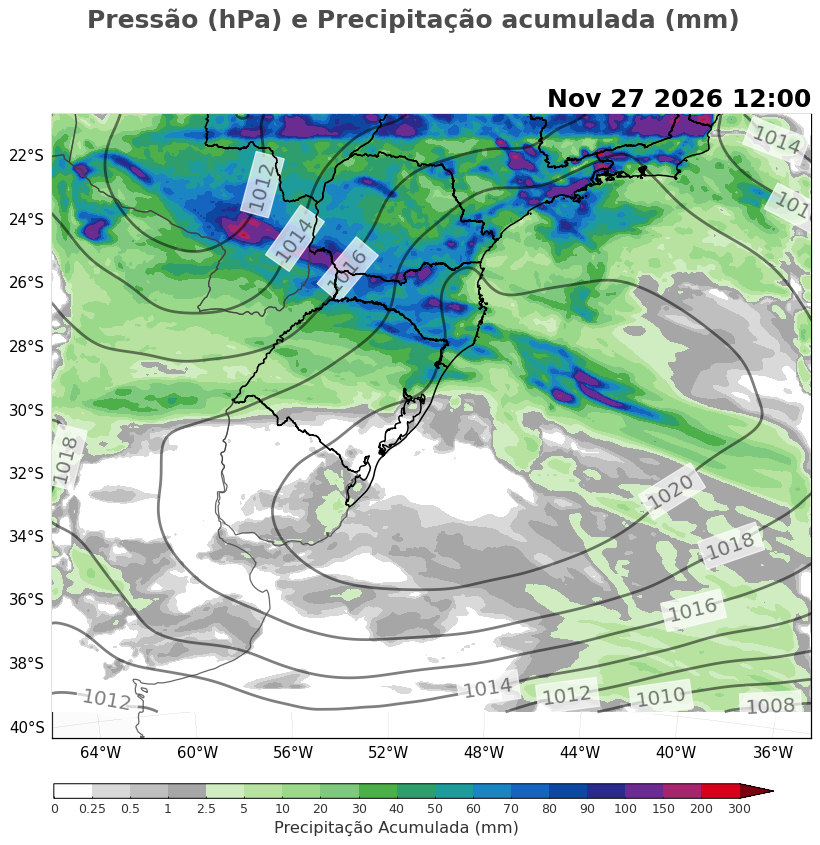 Pressão (hPa) e Precipitação acumulada (mm)
Nov 27 2026 12:00
1014
22°S
1012
24°S
1014
1016
26°S
28°S
30°S
1018
32°S
1020
34°S
1018
36°S
1016
38°S
1014
1012
1010
1008
1012
40°S
64°W 60°W 56°W 52°W 48°W 44°W 40°W 36°W
0 0.25 0.5 1 2.5 5 10 20 30 40 50 60 70 80 90 100 150 200 300
Precipitação Acumulada (mm)